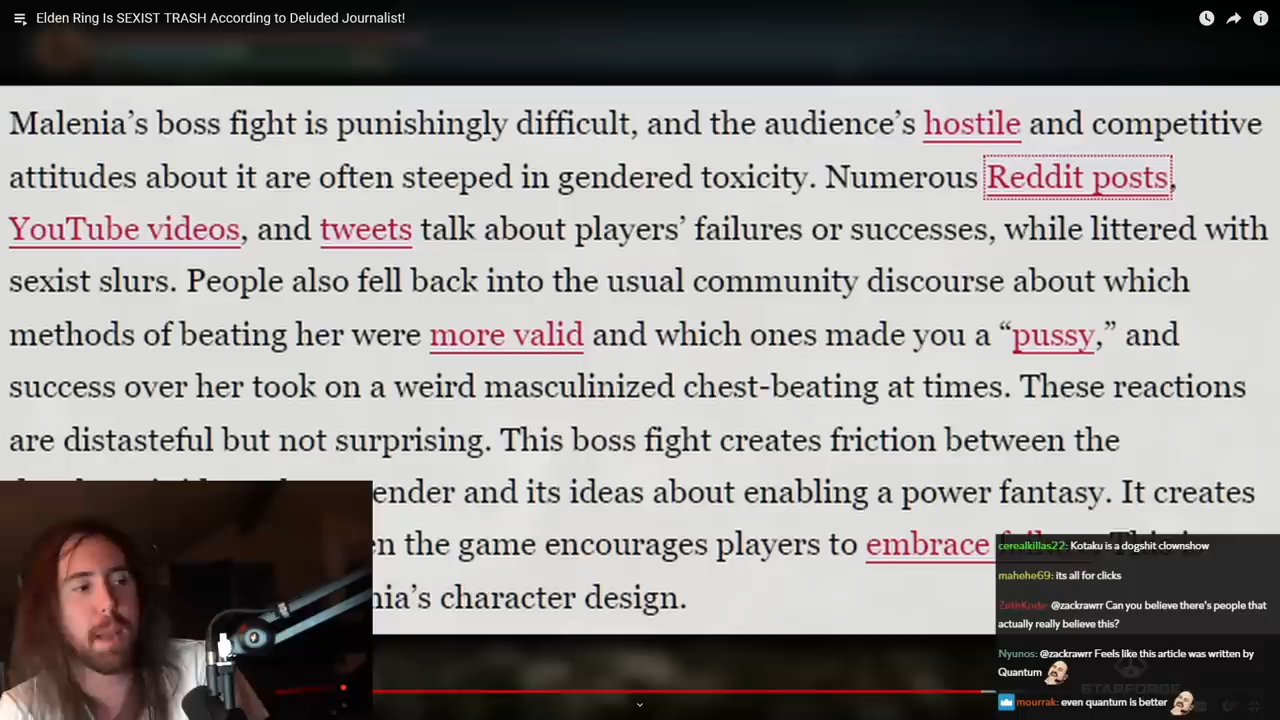 Elden Ring Is SEXIST TRASH According to Deluded Journalist!
Malenia’s boss fight is punishingly difficult, and the audience’s hostile and competitive
attitudes about it are often steeped in gendered toxicity. Numerous Reddit posts,
YouTube videos, and tweets talk about players’ failures or successes, while littered with
sexist slurs. People also fell back into the usual community discourse about which
methods of beating her were more valid and which ones made you a “pussy,” and
success over her took on a weird masculinized chest-beating at times. These reactions
are distasteful but not surprising. This boss fight creates friction between the
ender and its ideas about enabling a power fantasy. It creates
en the game encourages players to embrace
nia’s character design.
cerealkillas22: Kotaku is a dogshit clownshow
mahehe69: its all for clicks
ZethKode: @zackrawrr Can you believe there's people that
actually really believe this?
Nyunos: @zackrawrr Feels like this article was written by
Quantum
mourrak: even quantum is better
STARFORGE